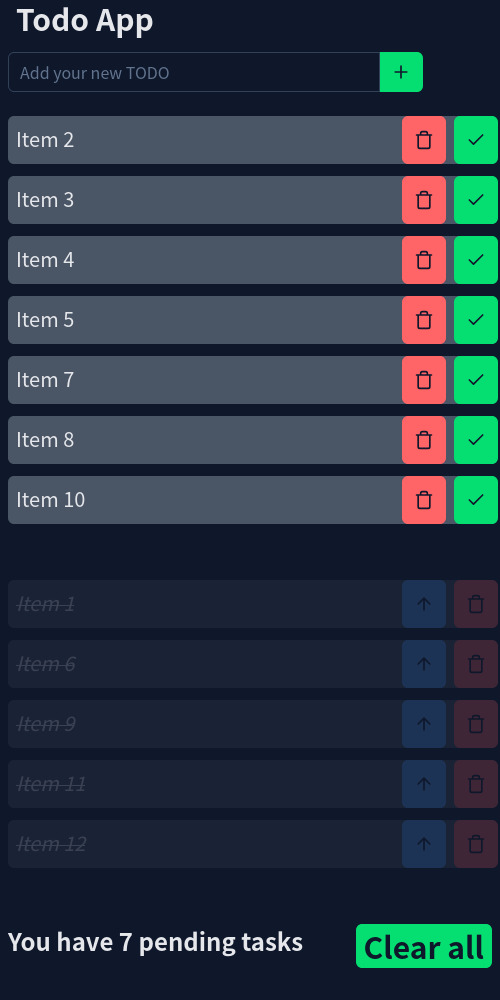 Todo App
Add your new TODO
Item 2
Item 3
Item 4
Item 5
Item 7
Item 8
Item 10
Item 1
Item 6
Item 9
Item 11
Item 12
You have 7 pending tasks
Clear all